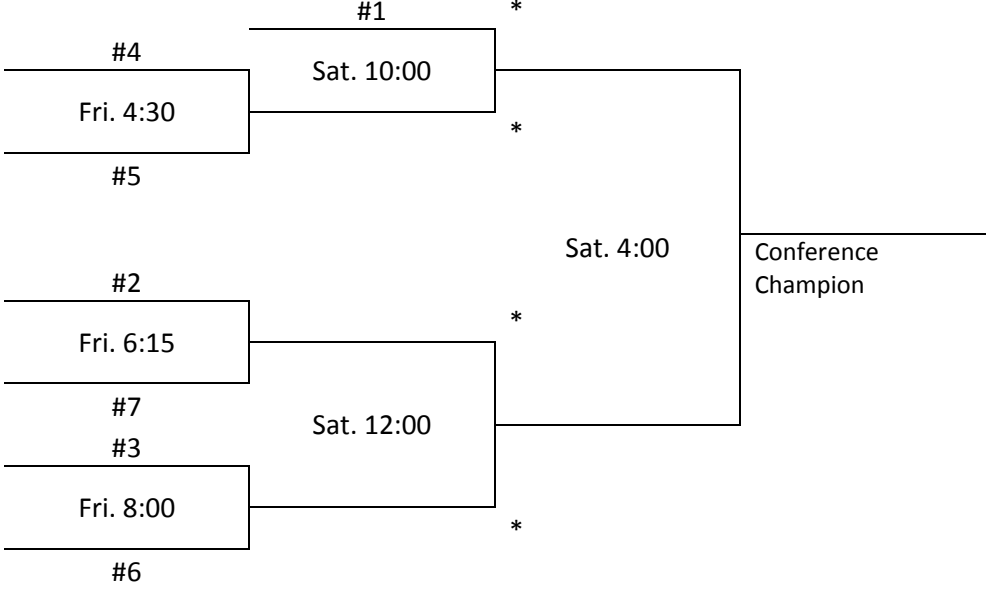 #1
*
#4
Sat. 10:00
Fri. 4:30
*
#5
Sat. 4:00
Conference
Champion
#2
*
Fri. 6:15
#7
Sat. 12:00
#3
Fri. 8:00
*
#6